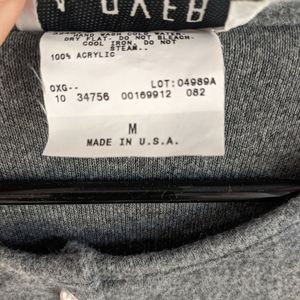 OXER
HAND WASH COLD WATER
DRY FLAT- DO NOT BLEACH-
COOL IRON, DO NOT
STEAM..
100% ACRYLIC
OXG-- LOT:04989A
10 34756 00169912 082
M
MADE IN U.S.A.